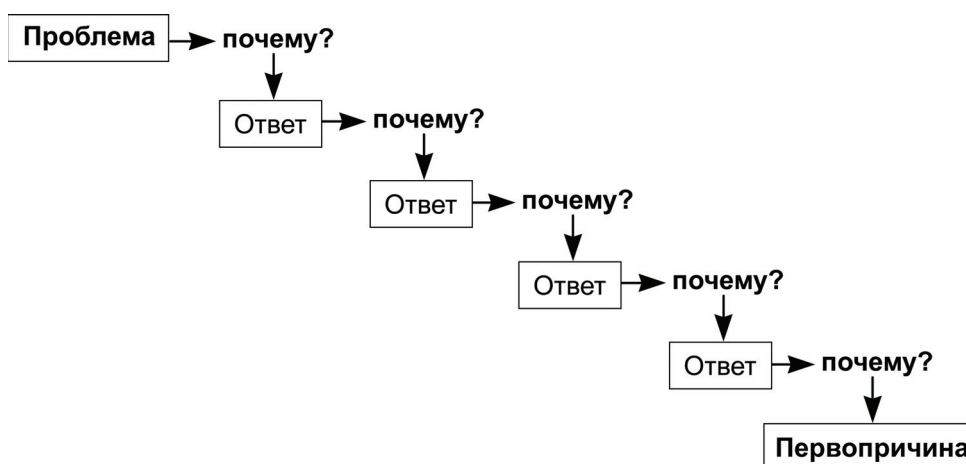 Проблема
почему?
Ответ
почему?
Ответ
почему?
Ответ
почему?
Ответ
почему?
Первопричина